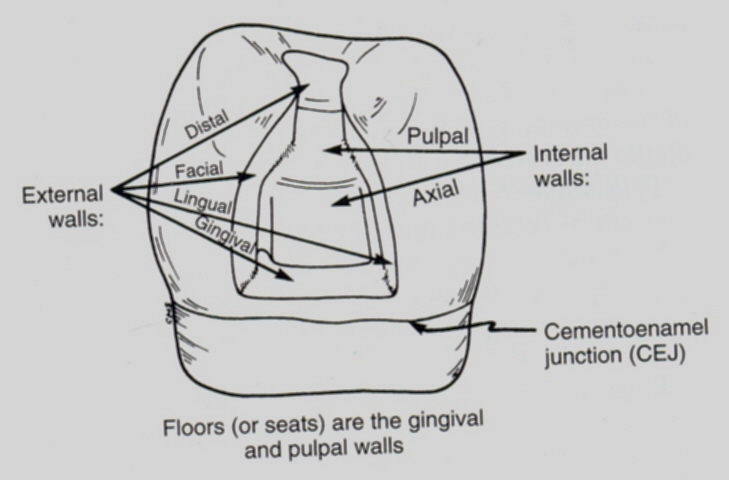 Distal
Facial
Lingual
Gingival
External
walls:
Pulpal
Axial
Internal
walls:
Cementoenamel
junction (CEJ)
Floors (or seats) are the gingival
and pulpal walls